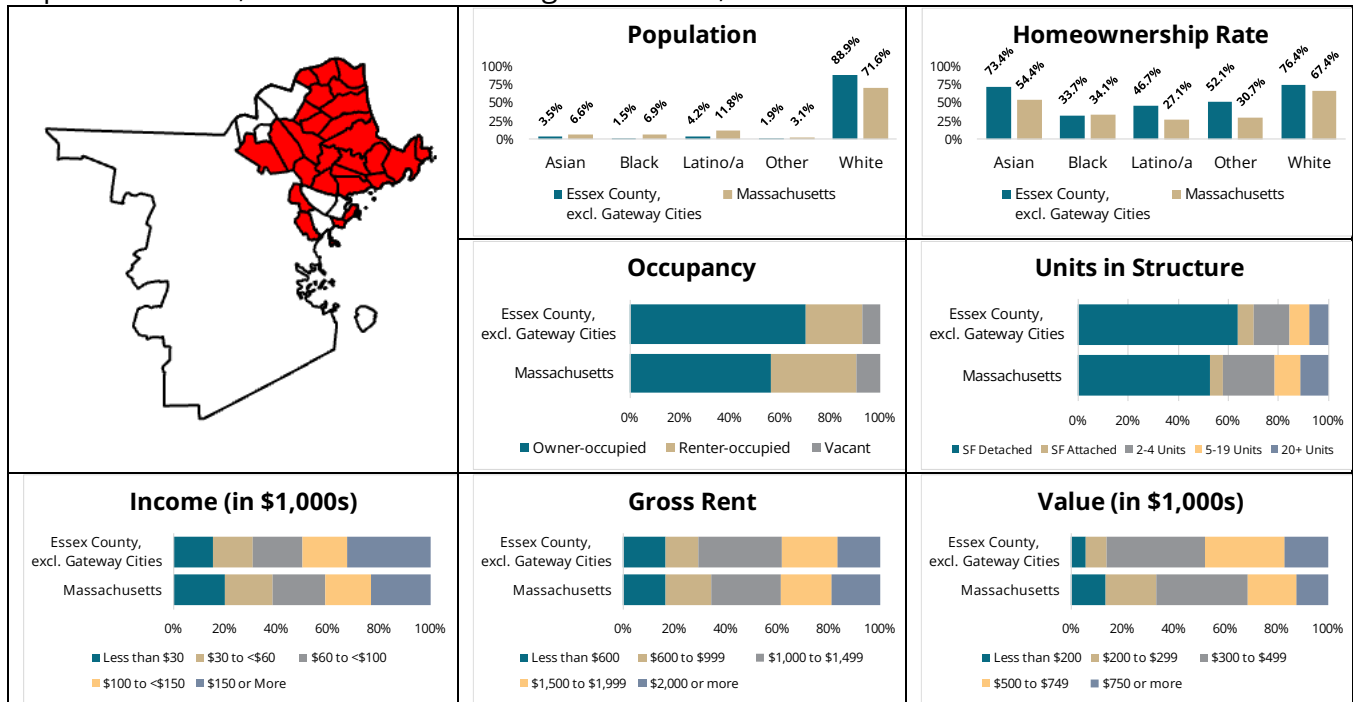 Population
100%
75%
50%
25%
0%
3.5% 6.6% 1.5% 6.9% 4.2% 11.8% 1.9% 3.1% 88.9% 71.6%
Asian Black Latino/a Other White
Essex County, excl. Gateway Cities Massachusetts
Homeownership Rate
100%
75%
50%
25%
0%
73.4% 54.4% 33.7% 34.1% 46.7% 27.1% 52.1% 30.7% 76.4% 67.4%
Asian Black Latino/a Other White
Essex County, excl. Gateway Cities Massachusetts
Occupancy
Essex County,
excl. Gateway Cities
Massachusetts
0% 20% 40% 60% 80% 100%
Owner-occupied Renter-occupied Vacant
Units in Structure
Essex County,
excl. Gateway Cities
Massachusetts
0% 20% 40% 60% 80% 100%
SF Detached SF Attached 2-4 Units 5-19 Units 20+ Units
Income (in $1,000s)
Essex County,
excl. Gateway Cities
Massachusetts
0% 20% 40% 60% 80% 100%
Less than $30 $30 to <$60 $60 to <$100
$100 to <$150 $150 or More
Gross Rent
Essex County,
excl. Gateway Cities
Massachusetts
0% 20% 40% 60% 80% 100%
Less than $600 $600 to $999 $1,000 to $1,499
$1,500 to $1,999 $2,000 or more
Value (in $1,000s)
Essex County,
excl. Gateway Cities
Massachusetts
0% 20% 40% 60% 80% 100%
Less than $200 $200 to $299 $300 to $499
$500 to $749 $750 or more